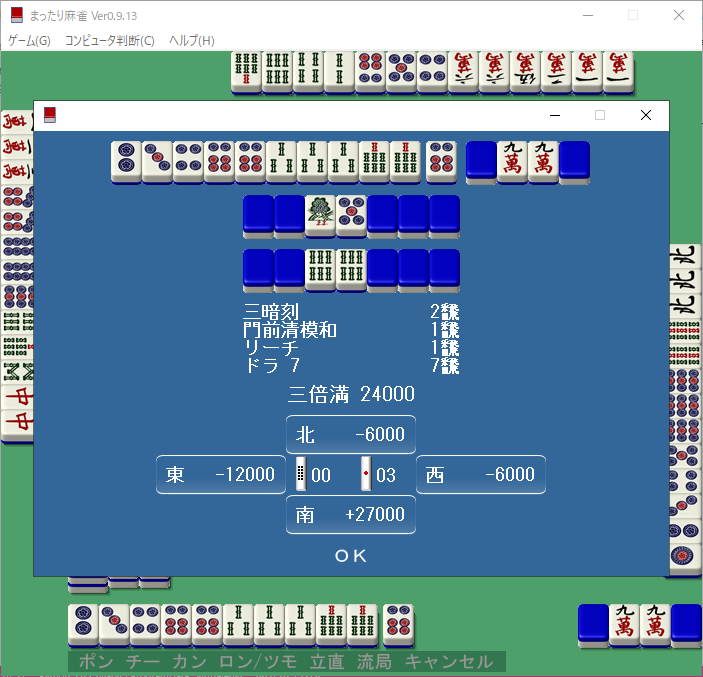 まったり麻雀 Ver0.9.13
ゲーム(G) コンピュータ判断(C) ヘルプ(H)
三暗刻 2飜
門前清模和 1飜
リーチ 1飜
ドラ 7 7飜
三倍満 24000
北 -6000
東 -12000 00 03 西 -6000
南 +27000
OK
ポン チー カン ロン/ツモ 立直 流局 キャンセル